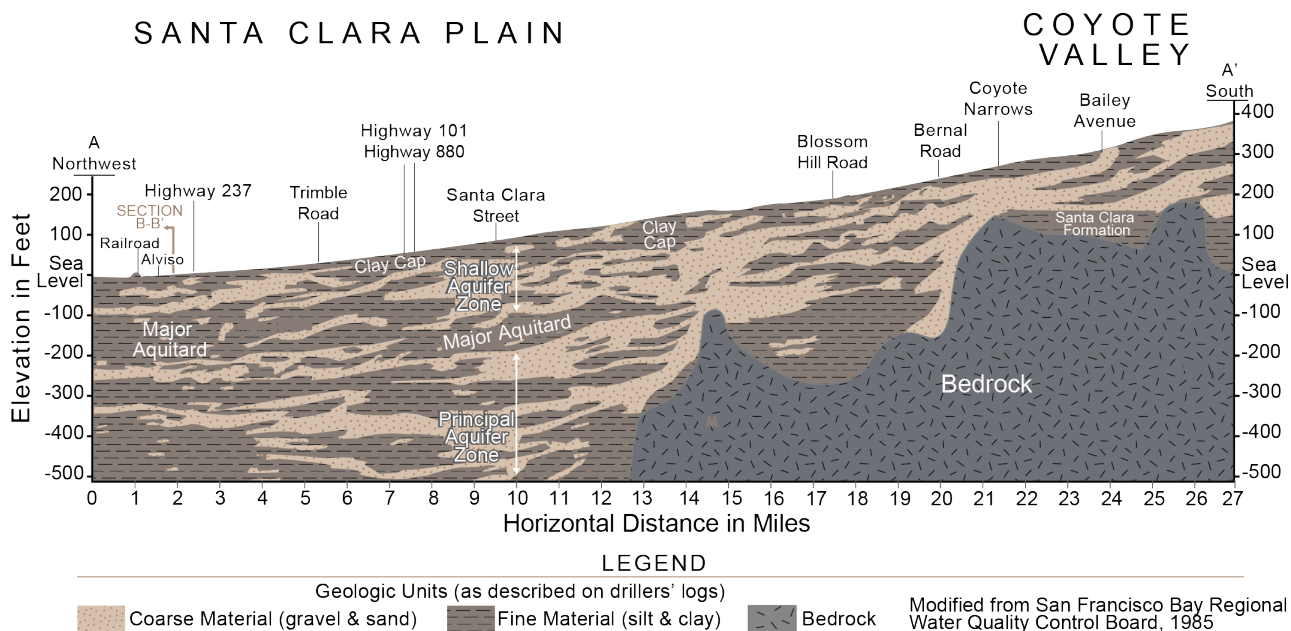 SANTA CLARA PLAIN
COYOTE
VALLEY
A
Northwest
A'
South
Highway 237
SECTION
B-B'
Railroad
Alviso
Trimble
Road
Highway 101
Highway 880
Santa Clara
Street
Blossom
Hill Road
Bernal
Road
Coyote
Narrows
Bailey
Avenue
Elevation in Feet
200
100
Sea
Level
-100
-200
-300
-400
-500
400
300
200
100
Sea
Level
-100
-200
-300
-400
-500
Clay Cap
Clay
Cap
Shallow
Aquifer
Zone
Major
Aquitard
Major Aquitard
Principal
Aquifer
Zone
Santa Clara
Formation
Bedrock
0 1 2 3 4 5 6 7 8 9 10 11 12 13 14 15 16 17 18 19 20 21 22 23 24 25 26 27
Horizontal Distance in Miles
LEGEND
Geologic Units (as described on drillers' logs)
Coarse Material (gravel & sand)
Fine Material (silt & clay)
Bedrock
Modified from San Francisco Bay Regional
Water Quality Control Board, 1985